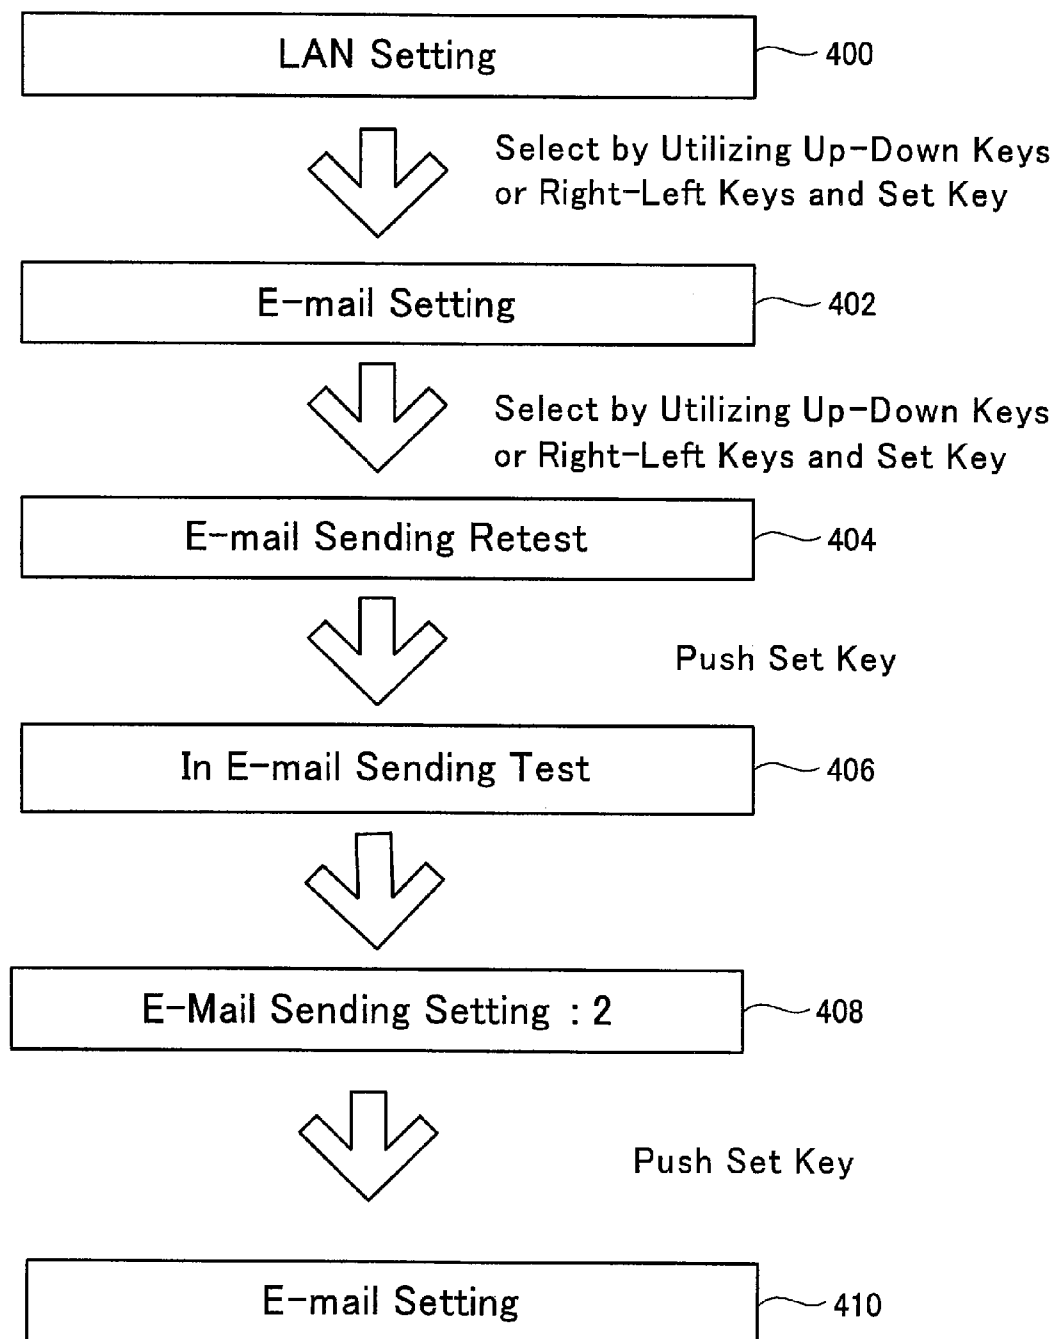 LAN Setting
400
Select by Utilizing Up-Down Keys
or Right-Left Keys and Set Key
E-mail Setting
402
Select by Utilizing Up-Down Keys
or Right-Left Keys and Set Key
E-mail Sending Retest
404
Push Set Key
In E-mail Sending Test
406
E-Mail Sending Setting : 2
408
Push Set Key
E-mail Setting
410